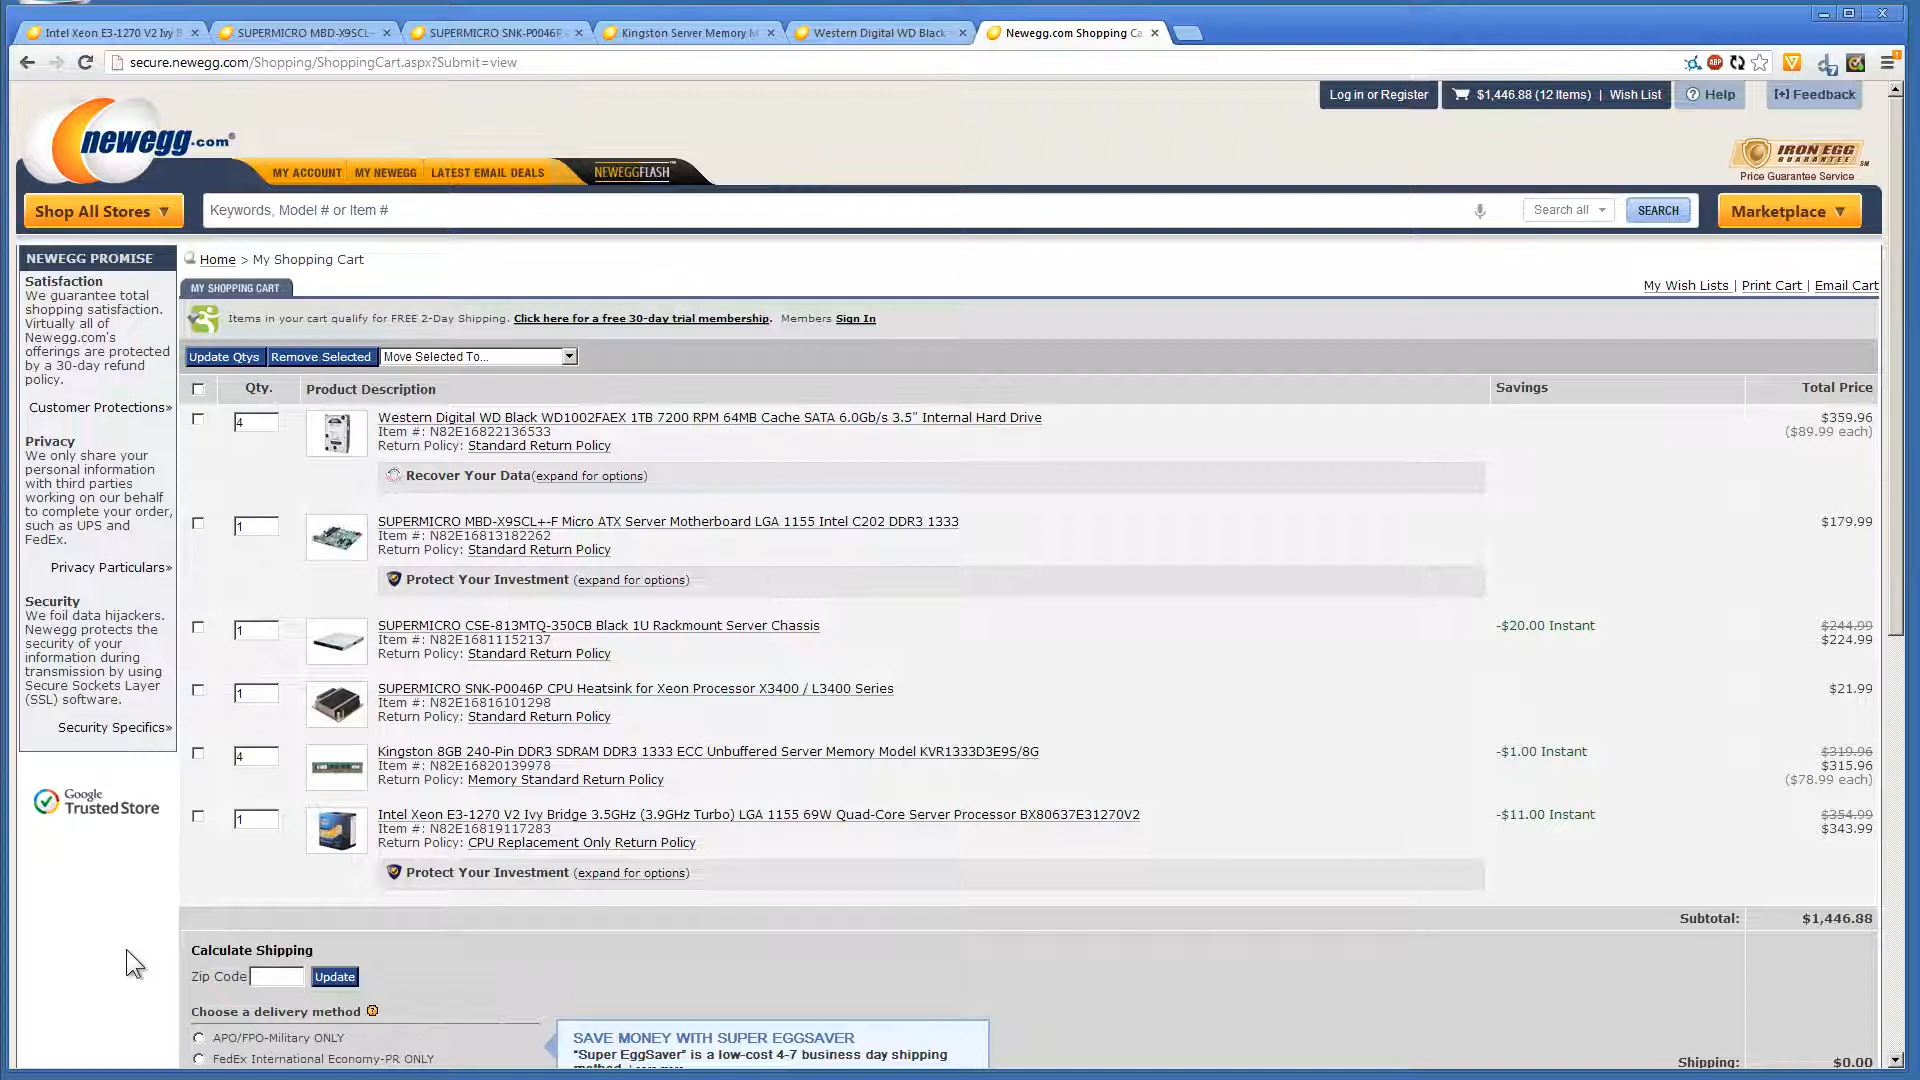 Intel Xeon E3-1270 V2 Ivy B
SUPERMICRO MBD-X9SCL-
SUPERMICRO SNK-P0046P
Kingston Server Memory M
Western Digital WD Black
Newegg.com Shopping Ca
secure.newegg.com/Shopping/ShoppingCart.aspx?Submit=view
ABP
Log in or Register
$1,446.88 (12 Items) | Wish List
Help
[+] Feedback
newegg.com®
MY ACCOUNT
MY NEWEGG
LATEST EMAIL DEALS
NEWEGGFLASH
IRON EGG
GUARANTEE
Price Guarantee Service
Shop All Stores
Keywords, Model # or Item #
Search all
SEARCH
Marketplace
NEWEGG PROMISE
Satisfaction
We guarantee total
shopping satisfaction.
Virtually all of
Newegg.com's
offerings are protected
by a 30-day refund
policy.
Customer Protections»
Privacy
We only share your
personal information
with third parties
working on our behalf
to complete your order,
such as UPS and
FedEx.
Privacy Particulars»
Security
We foil data hijackers.
Newegg protects the
security of your
information during
transmission by using
Secure Sockets Layer
(SSL) software.
Security Specifics»
Google
Trusted Store
Home > My Shopping Cart
MY SHOPPING CART
My Wish Lists | Print Cart | Email Cart
Items in your cart qualify for FREE 2-Day Shipping. Click here for a free 30-day trial membership. Members Sign In
Update Qtys
Remove Selected
Move Selected To...
Qty.
Product Description
Savings
Total Price
4
Western Digital WD Black WD1002FAEX 1TB 7200 RPM 64MB Cache SATA 6.0Gb/s 3.5" Internal Hard Drive
Item #: N82E16822136533
Return Policy: Standard Return Policy
$359.96
($89.99 each)
Recover Your Data(expand for options)
1
SUPERMICRO MBD-X9SCL+-F Micro ATX Server Motherboard LGA 1155 Intel C202 DDR3 1333
Item #: N82E16813182262
Return Policy: Standard Return Policy
$179.99
Protect Your Investment (expand for options)
1
SUPERMICRO CSE-813MTQ-350CB Black 1U Rackmount Server Chassis
Item #: N82E16811152137
Return Policy: Standard Return Policy
-$20.00 Instant
$244.99
$224.99
1
SUPERMICRO SNK-P0046P CPU Heatsink for Xeon Processor X3400 / L3400 Series
Item #: N82E16816101298
Return Policy: Standard Return Policy
$21.99
4
Kingston 8GB 240-Pin DDR3 SDRAM DDR3 1333 ECC Unbuffered Server Memory Model KVR1333D3E9S/8G
Item #: N82E16820139978
Return Policy: Memory Standard Return Policy
-$1.00 Instant
$319.96
$315.96
($78.99 each)
1
Intel Xeon E3-1270 V2 Ivy Bridge 3.5GHz (3.9GHz Turbo) LGA 1155 69W Quad-Core Server Processor BX80637E31270V2
Item #: N82E16819117283
Return Policy: CPU Replacement Only Return Policy
-$11.00 Instant
$354.99
$343.99
Protect Your Investment (expand for options)
Subtotal:
$1,446.88
Calculate Shipping
Zip Code
Update
Choose a delivery method
APO/FPO-Military ONLY
FedEx International Economy-PR ONLY
SAVE MONEY WITH SUPER EGGSAVER
"Super EggSaver" is a low-cost 4-7 business day shipping
Shipping:
$0.00